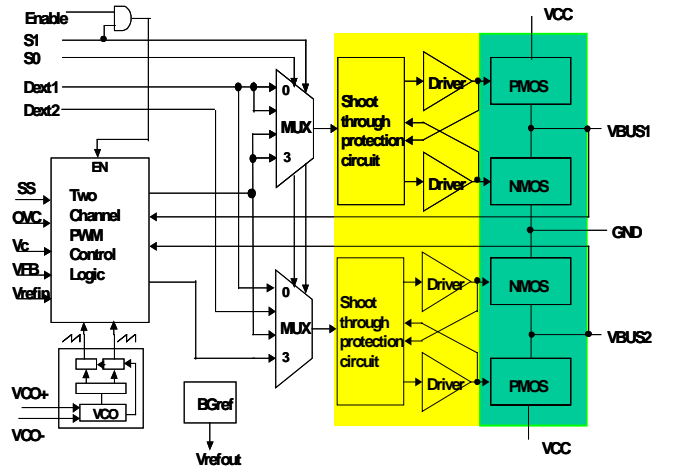 Enable
S1
S0
Dext1
Dext2
VCC
0
MUX
3
Shoot
through
protection
circuit
Driver
Driver
PMOS
NMOS
VBUS1
GND
EN
Two
Channel
PWM
Control
Logic
SS
OVC
Vc
VFB
Vrefin
0
MUX
3
Shoot
through
protection
circuit
Driver
Driver
NMOS
PMOS
VBUS2
VCC
VCO+
VCO-
VCO
BGref
Vrefout